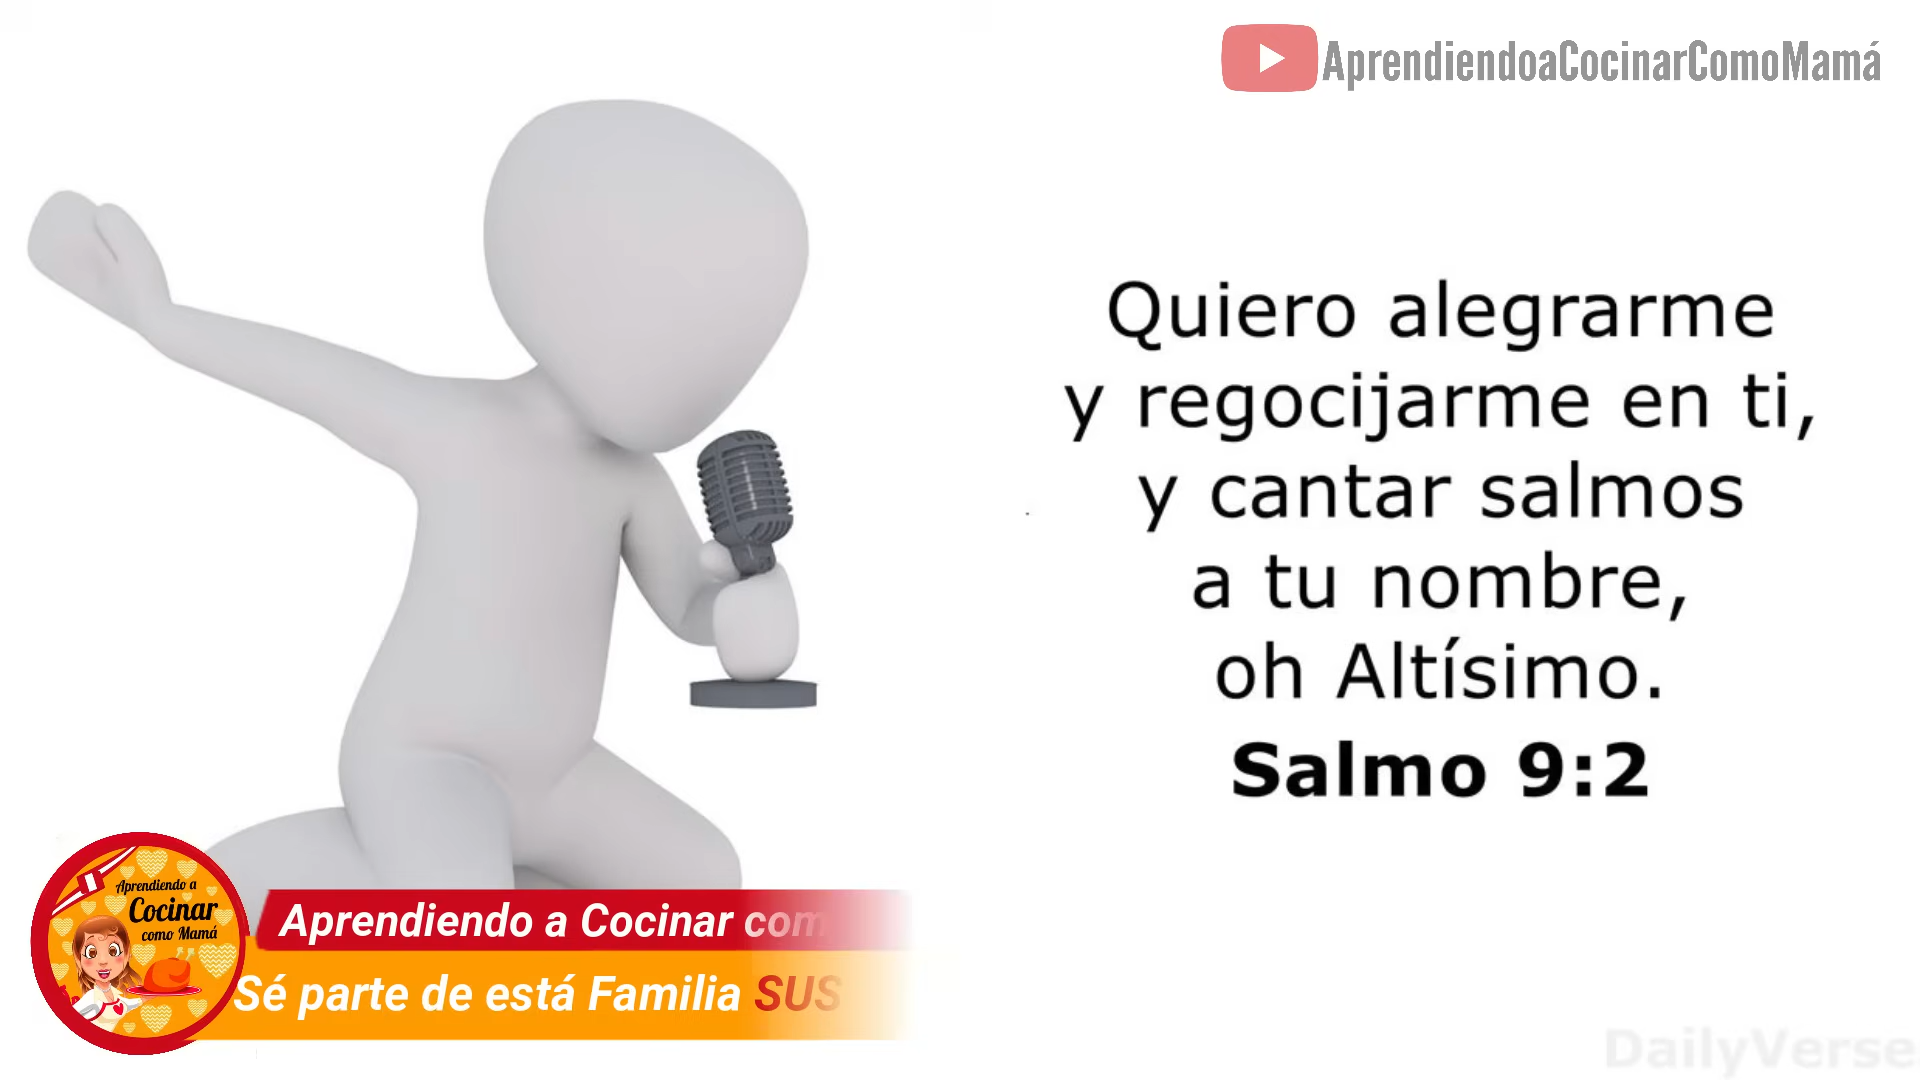 AprendiendoaCocinarComoMamá
Quiero alegrarme
y regocijarme en ti,
y cantar salmos
a tu nombre,
oh Altísimo.
Salmo 9:2
Aprendiendo a
Cocinar
como Mamá
Aprendiendo a Cocinar com
Sé parte de está Familia SUS
DailyVerse